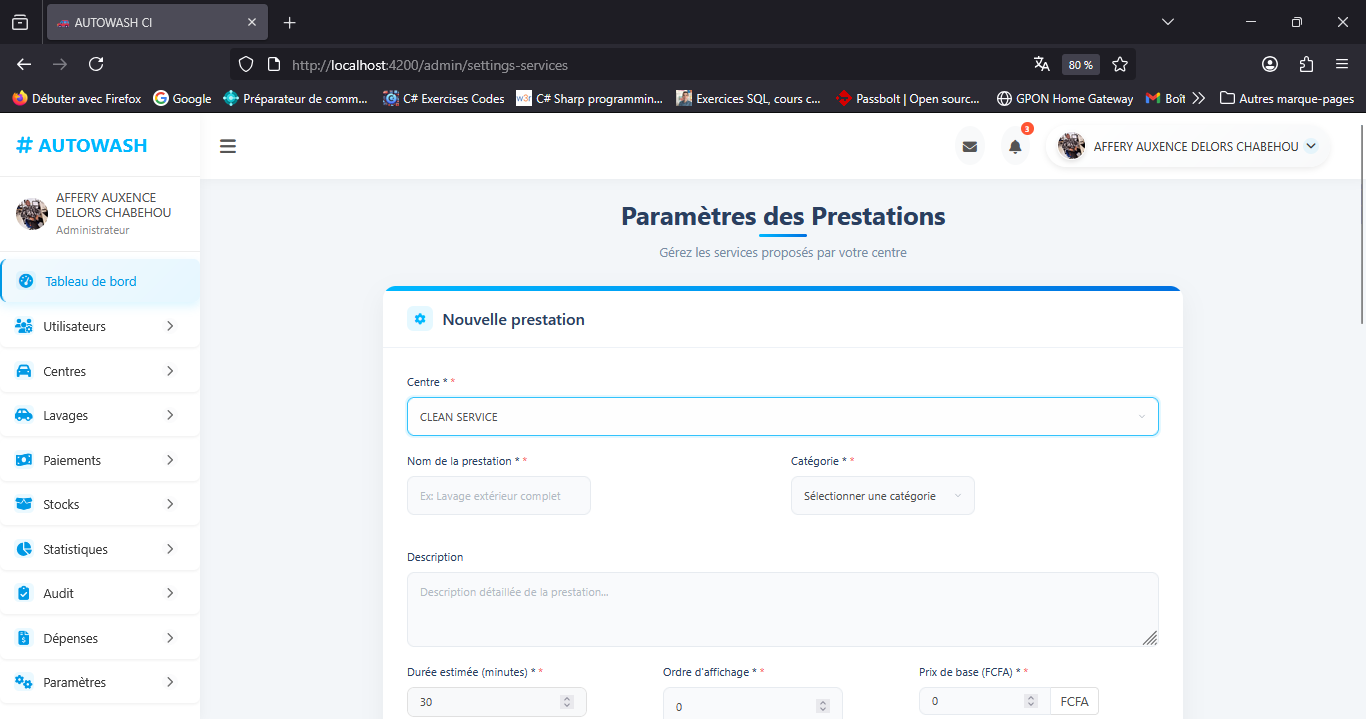 AUTOWASH CI
http://localhost:4200/admin/settings-services
80 %
Débuter avec Firefox
Google
Préparateur de comm...
C# Exercises Codes
w3r
C# Sharp programmin...
Exercices SQL, cours c...
Passbolt | Open sourc...
GPON Home Gateway
Boît
Autres marque-pages
# AUTOWASH
3
AFFERY AUXENCE DELORS CHABEHOU
AFFERY AUXENCE
DELORS CHABEHOU
Administrateur
Tableau de bord
Utilisateurs
Centres
Lavages
Paiements
Stocks
Statistiques
Audit
Dépenses
Paramètres
Paramètres des Prestations
Gérez les services proposés par votre centre
Nouvelle prestation
Centre * *
CLEAN SERVICE
Nom de la prestation * *
Catégorie * *
Ex: Lavage extérieur complet
Sélectionner une catégorie
Description
Description détaillée de la prestation...
Durée estimée (minutes) * *
Ordre d'affichage * *
Prix de base (FCFA) * *
30
0
0
FCFA